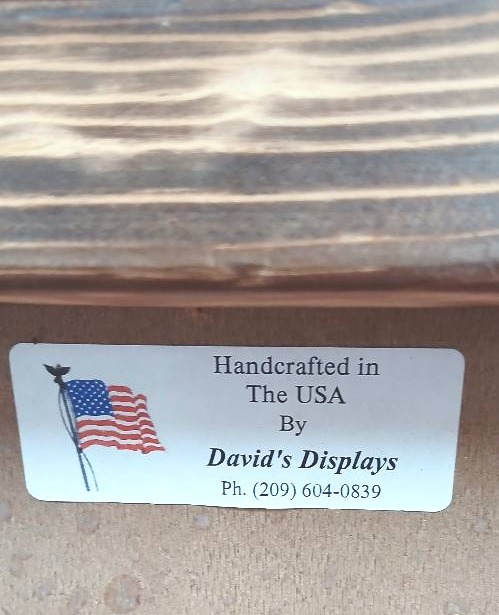 Handcrafted in
The USA
By
David's Displays
Ph. (209) 604-0839